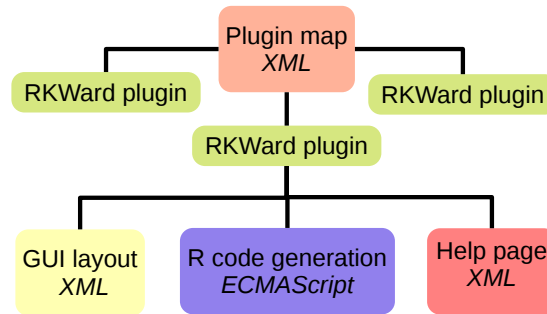 Plugin map
XML
RKWard plugin
RKWard plugin
RKWard plugin
GUI layout
XML
R code generation
ECMAScript
Help page
XML